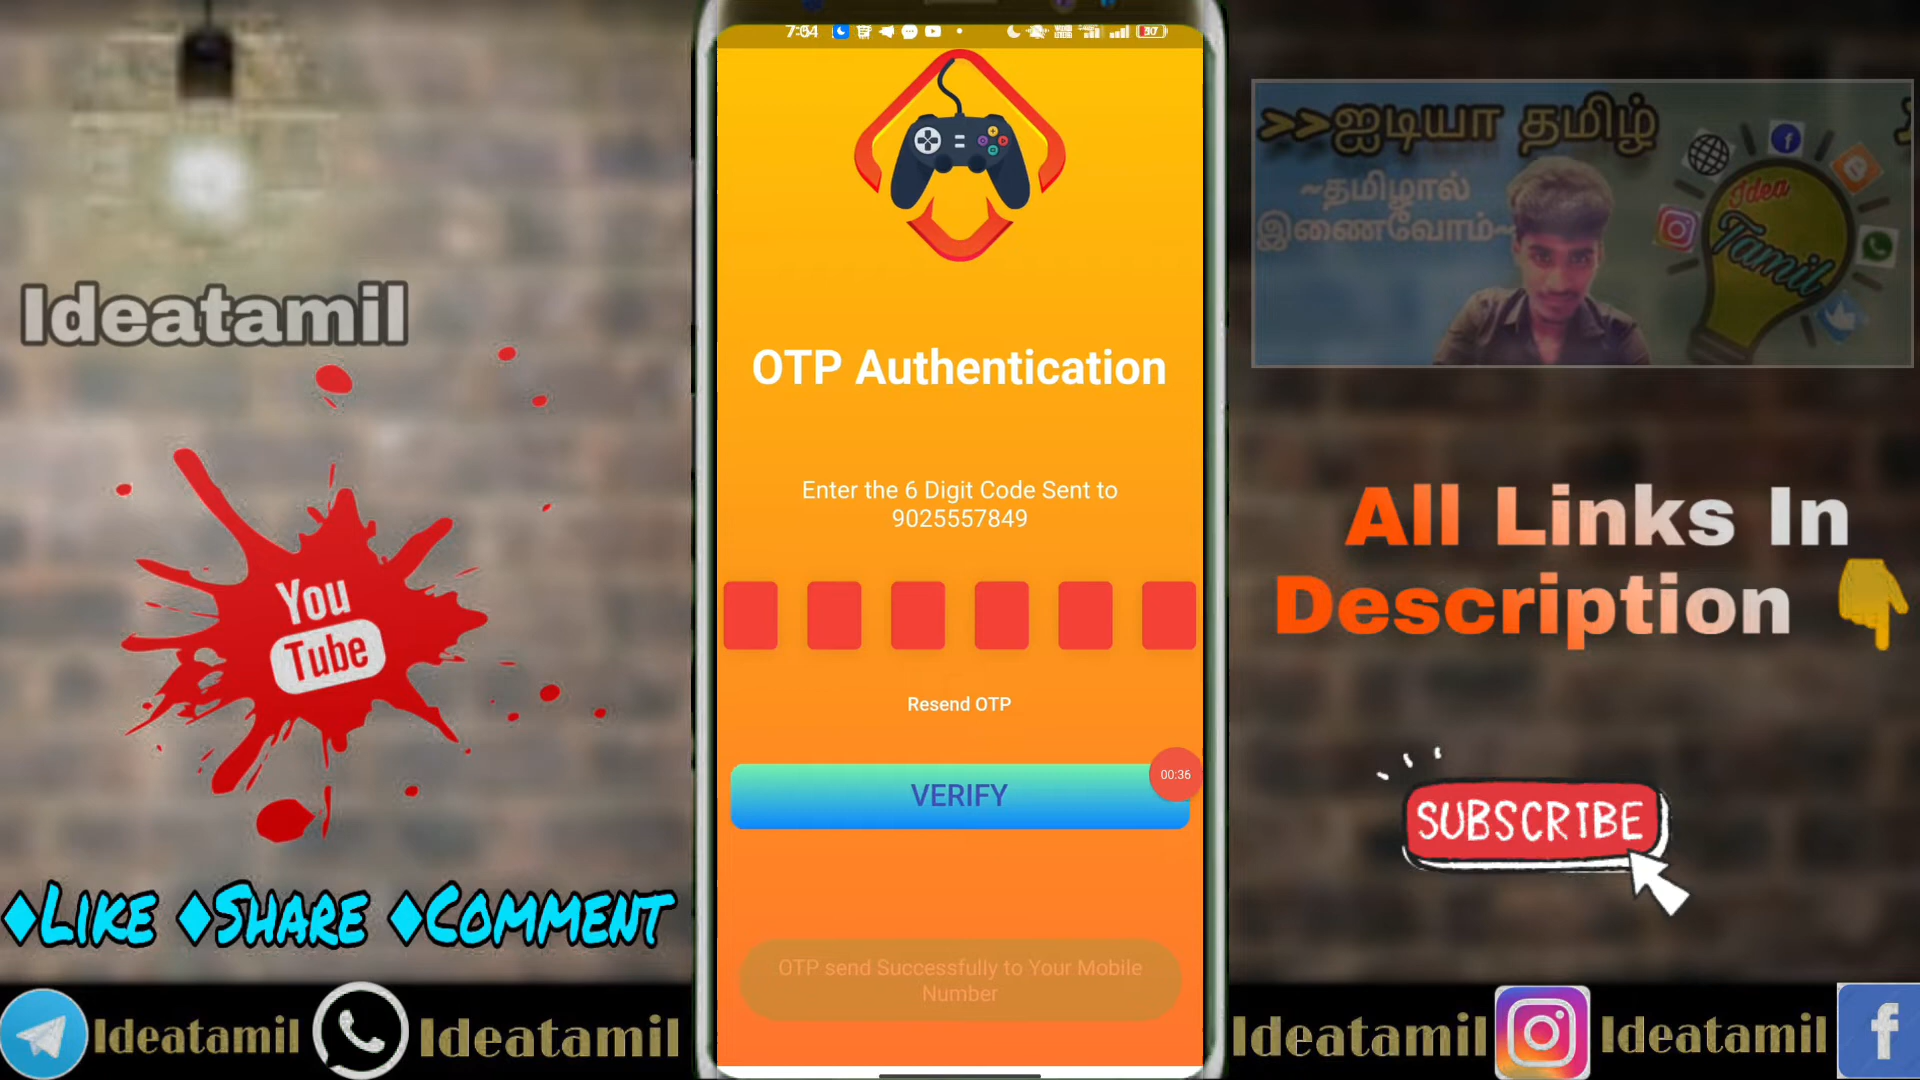 7:54
30
>>ஐடியா தமிழ்
~தமிழால்
இணைவோம்~
Idea
Tamil
Ideatamil
OTP Authentication
Enter the 6 Digit Code Sent to
9025557849
Resend OTP
VERIFY
00:36
OTP send Successfully to Your Mobile
Number
You
Tube
All Links In
Description
SUBSCRIBE
♦LIKE ♦SHARE ♦COMMENT
Ideatamil
Ideatamil
Ideatamil
Ideatamil